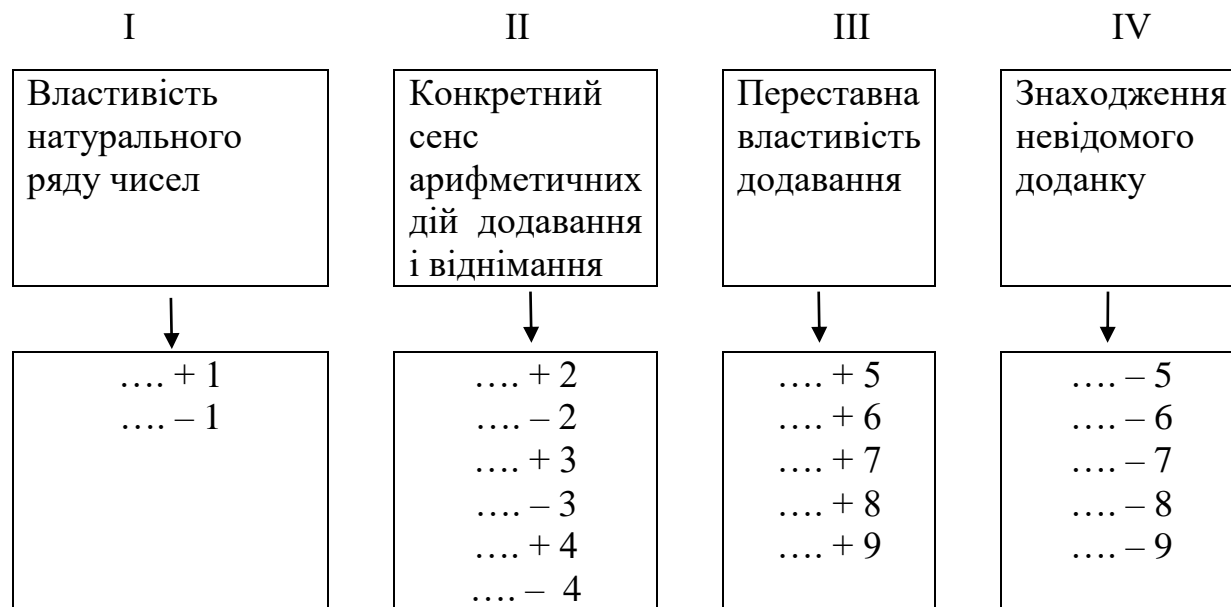 I
II
III
IV
Властивість
натурального
ряду чисел
Конкретний
сенс
арифметичних
дій додавання
і віднімання
Переставна
властивість
додавання
Знаходження
невідомого
доданку
…. + 1
…. – 1
…. + 2
…. – 2
…. + 3
…. – 3
…. + 4
…. – 4
…. + 5
…. + 6
…. + 7
…. + 8
…. + 9
…. – 5
…. – 6
…. – 7
…. – 8
…. – 9